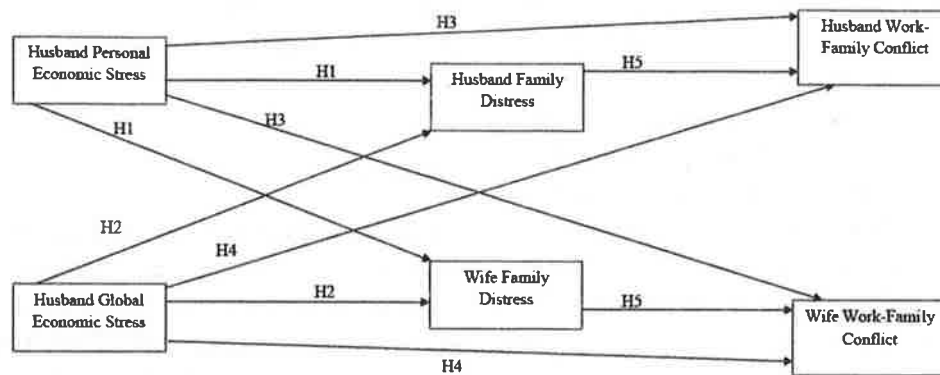 H3
Husband Work-
Family Conflict
Husband Personal
Economic Stress
H1
Husband Family
Distress
H5
H3
H1
H2
H4
Husband Global
Economic Stress
H2
Wife Family
Distress
H5
Wife Work-Family
Conflict
H4